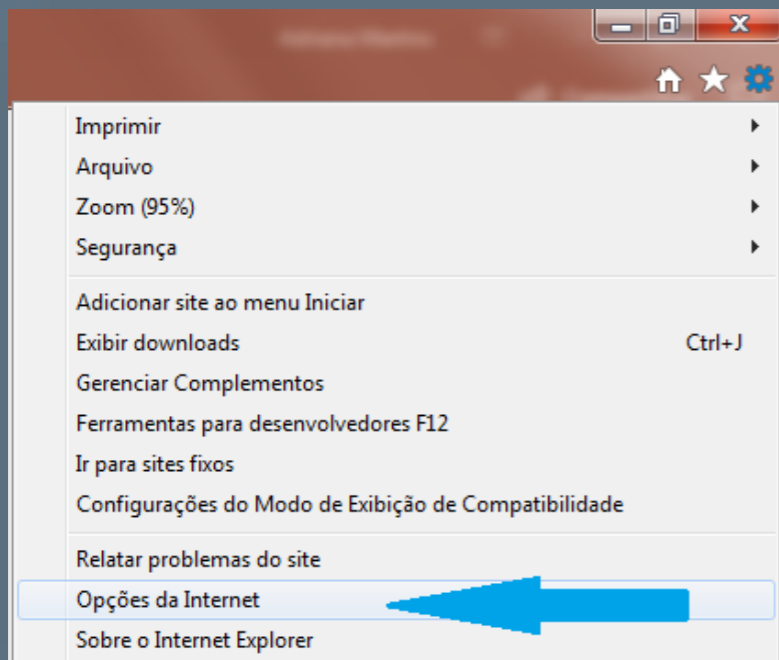 Imprimir
Arquivo
Zoom (95%)
Segurança
Adicionar site ao menu Iniciar
Exibir downloads Ctrl+J
Gerenciar Complementos
Ferramentas para desenvolvedores F12
Ir para sites fixos
Configurações do Modo de Exibição de Compatibilidade
Relatar problemas do site
Opções da Internet
Sobre o Internet Explorer